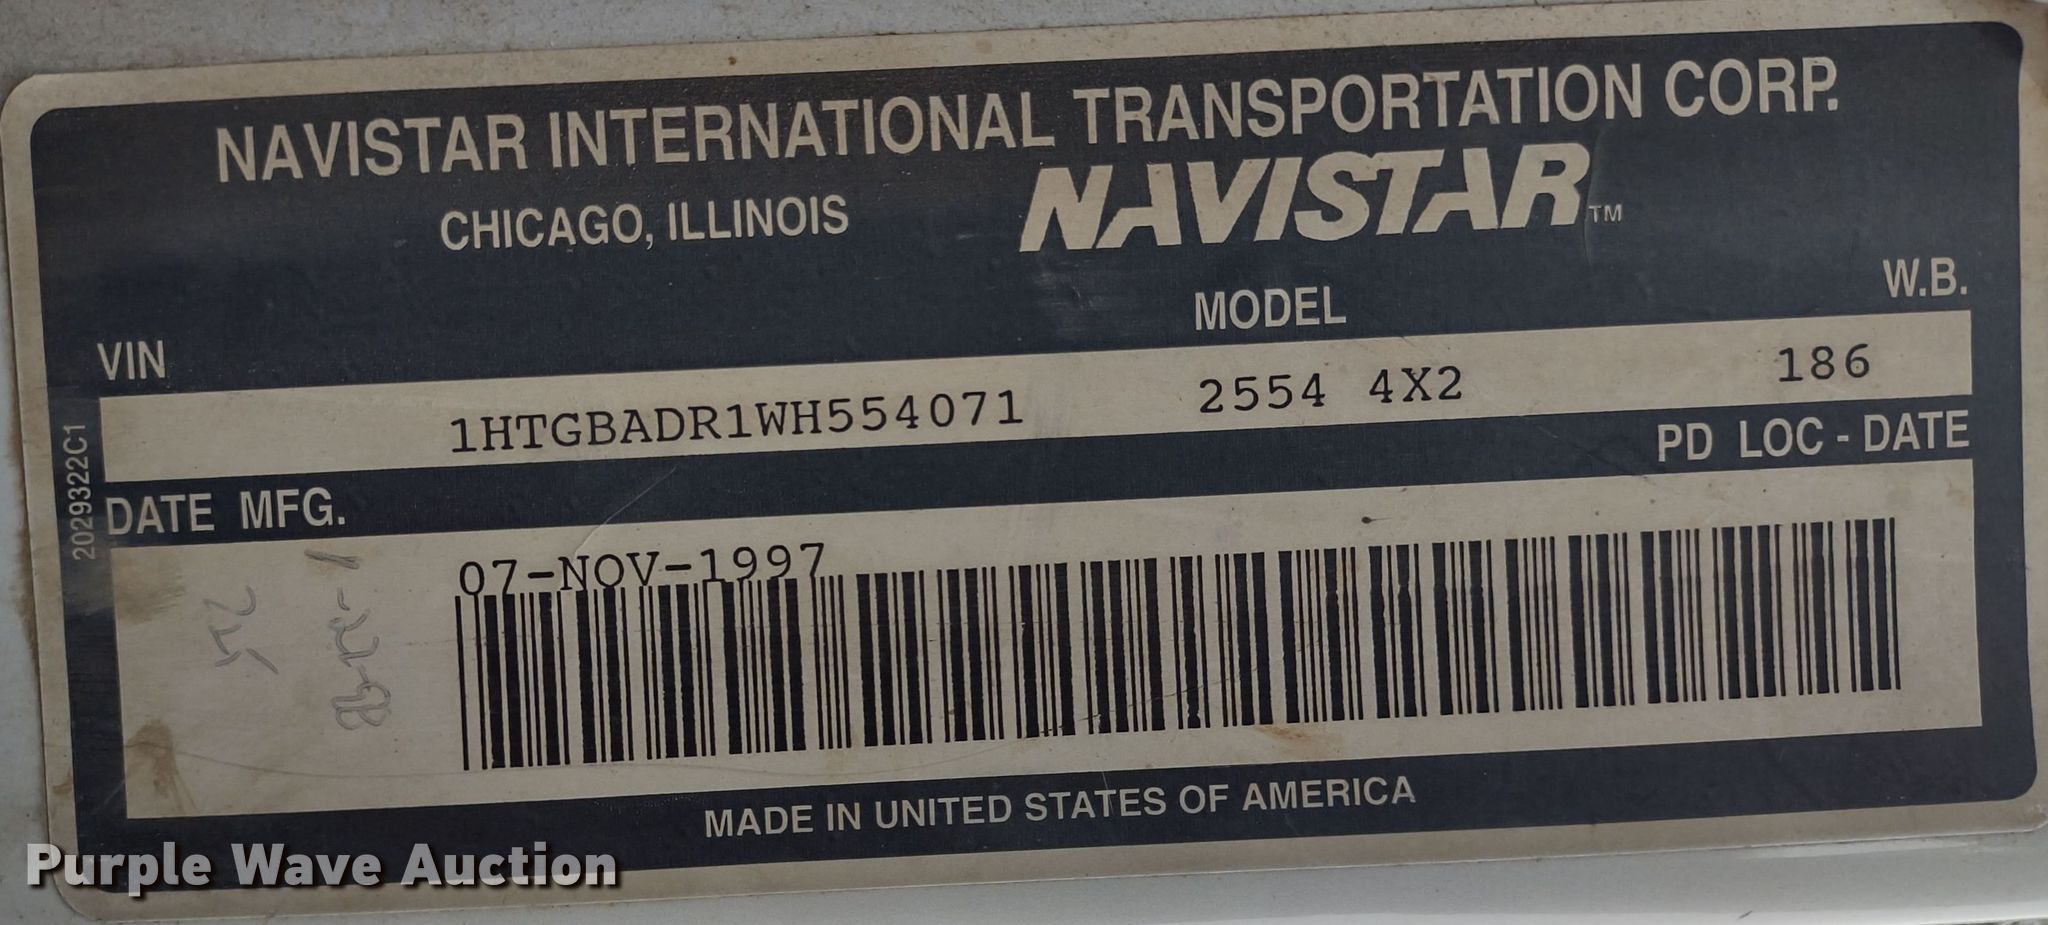 NAVISTAR INTERNATIONAL TRANSPORTATION CORP.
CHICAGO, ILLINOIS
NAVISTAR™
VIN
MODEL
W.B.
1HTGBADR1WH554071
2554 4X2
186
2029322C1
DATE MFG.
PD LOC - DATE
07-NOV-1997
MADE IN UNITED STATES OF AMERICA
Purple Wave Auction